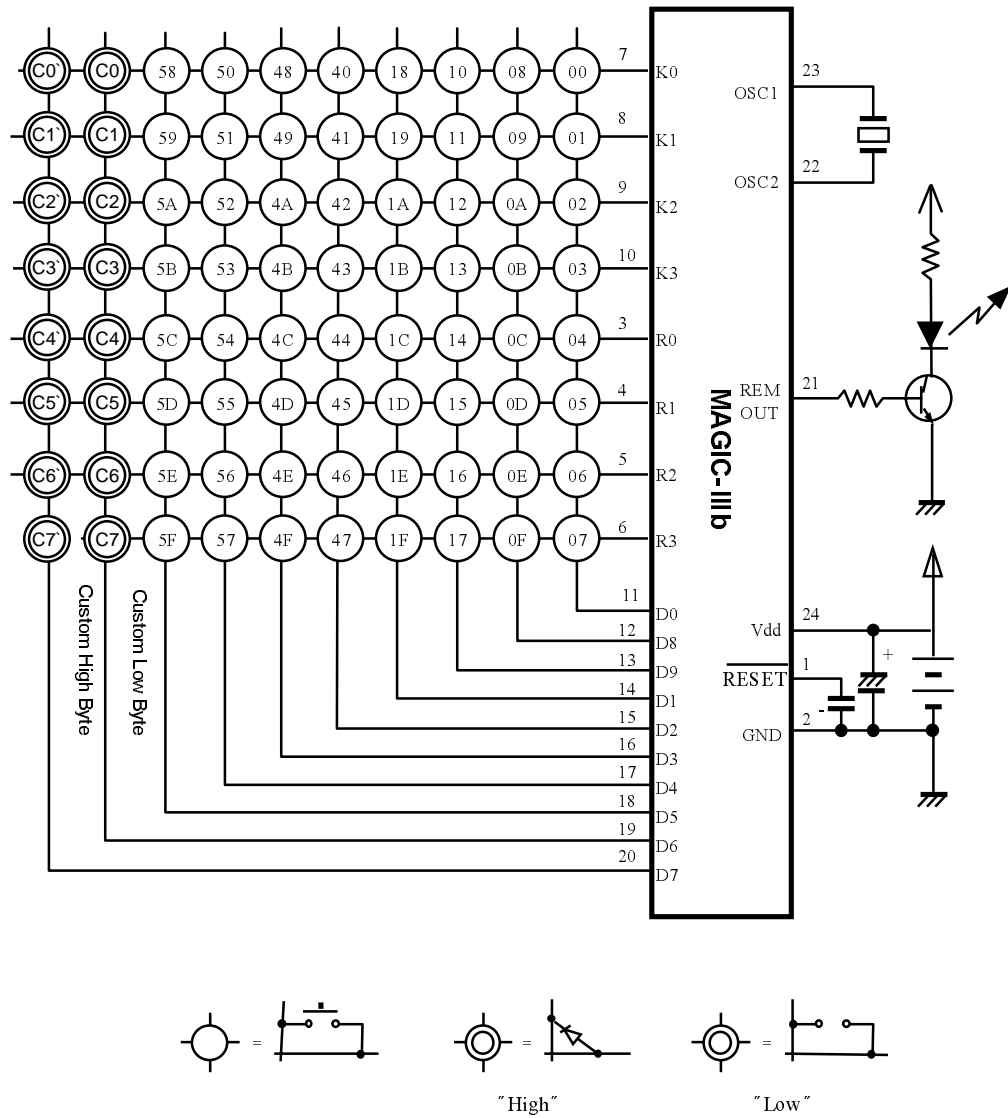 C0` C0 58 50 48 40 18 10 08 00 7 K0
C1` C1 59 51 49 41 19 11 09 01 8 K1
C2` C2 5A 52 4A 42 1A 12 0A 02 9 K2
C3` C3 5B 53 4B 43 1B 13 0B 03 10 K3
C4` C4 5C 54 4C 44 1C 14 0C 04 3 R0
C5` C5 5D 55 4D 45 1D 15 0D 05 4 R1
C6` C6 5E 56 4E 46 1E 16 0E 06 5 R2
C7` C7 5F 57 4F 47 1F 17 0F 07 6 R3
Custom High Byte
Custom Low Byte
11 D0
12 D8
13 D9
14 D1
15 D2
16 D3
17 D4
18 D5
19 D6
20 D7
MAGIC-IIIb
OSC1 23
OSC2 22
REM 21
OUT
Vdd 24
+
RESET 1
-
GND 2
= = =
"High" "Low"